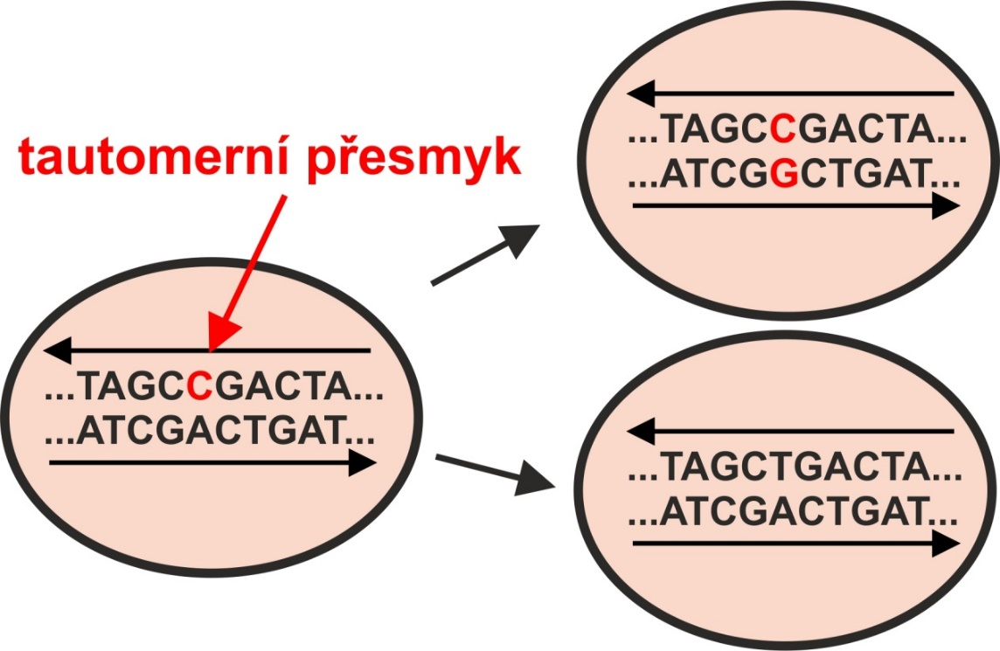 tautomerní přesmyk
...TAGCCGACTA...
...ATCGACTGAT...
...TAGCCGACTA...
...ATCGGCTGAT...
...TAGCTGACTA...
...ATCGACTGAT...